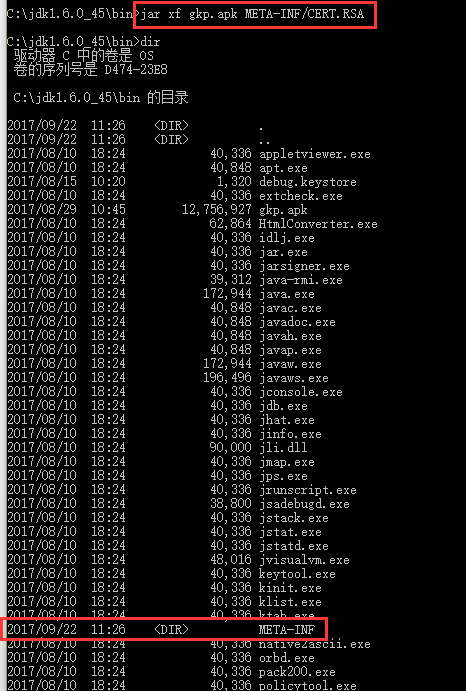 C:\jdk1.6.0_45\bin>jar xf gkp.apk META-INF/CERT.RSA
C:\jdk1.6.0_45\bin>dir
驱动器 C 中的卷是 OS
卷的序列号是 D474-23E8
C:\jdk1.6.0_45\bin 的目录
2017/09/22 11:26 <DIR> .
2017/09/22 11:26 <DIR> ..
2017/08/10 18:24 40,336 appletviewer.exe
2017/08/10 18:24 40,848 apt.exe
2017/08/15 10:20 1,320 debug.keystore
2017/08/10 18:24 40,336 extcheck.exe
2017/08/29 10:45 12,756,927 gkp.apk
2017/08/10 18:24 62,864 HtmlConverter.exe
2017/08/10 18:24 40,336 idlj.exe
2017/08/10 18:24 40,336 jar.exe
2017/08/10 18:24 40,336 jarsigner.exe
2017/08/10 18:24 39,312 java-rmi.exe
2017/08/10 18:24 172,944 java.exe
2017/08/10 18:24 40,848 javac.exe
2017/08/10 18:24 40,848 javadoc.exe
2017/08/10 18:24 40,848 javah.exe
2017/08/10 18:24 40,848 javap.exe
2017/08/10 18:24 172,944 javaw.exe
2017/08/10 18:24 196,496 javaws.exe
2017/08/10 18:24 40,336 jconsole.exe
2017/08/10 18:24 40,336 jdb.exe
2017/08/10 18:24 40,336 jhat.exe
2017/08/10 18:24 40,336 jinfo.exe
2017/08/10 18:24 90,000 jli.dll
2017/08/10 18:24 40,336 jmap.exe
2017/08/10 18:24 40,336 jps.exe
2017/08/10 18:24 40,336 jrunscript.exe
2017/08/10 18:24 38,800 jsadebugd.exe
2017/08/10 18:24 40,336 jstack.exe
2017/08/10 18:24 40,336 jstat.exe
2017/08/10 18:24 40,336 jstatd.exe
2017/08/10 18:24 48,016 jvisualvm.exe
2017/08/10 18:24 40,336 keytool.exe
2017/08/10 18:24 40,336 kinit.exe
2017/08/10 18:24 40,336 klist.exe
2017/08/10 18:24 40,336 ktab.exe
2017/09/22 11:26 <DIR> META-INF
2017/08/10 18:24 40,336 native2ascii.exe
2017/08/10 18:24 40,336 orbd.exe
2017/08/10 18:24 40,336 pack200.exe
2017/08/10 18:24 40,336 policytool.exe